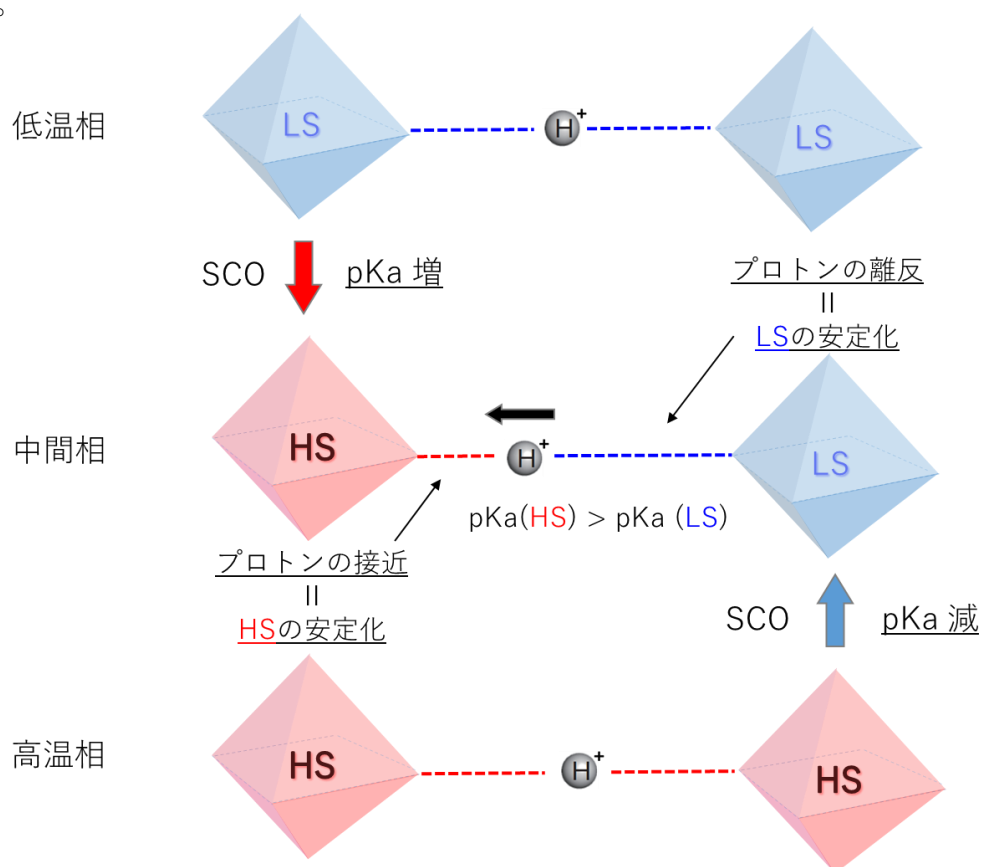 。
低温相
LS
H+
LS
SCO
pKa 増
プロトンの離反
=
LSの安定化
中間相
HS
H+
LS
pKa(HS) > pKa (LS)
プロトンの接近
=
HSの安定化
SCO
pKa 減
高温相
HS
H+
HS